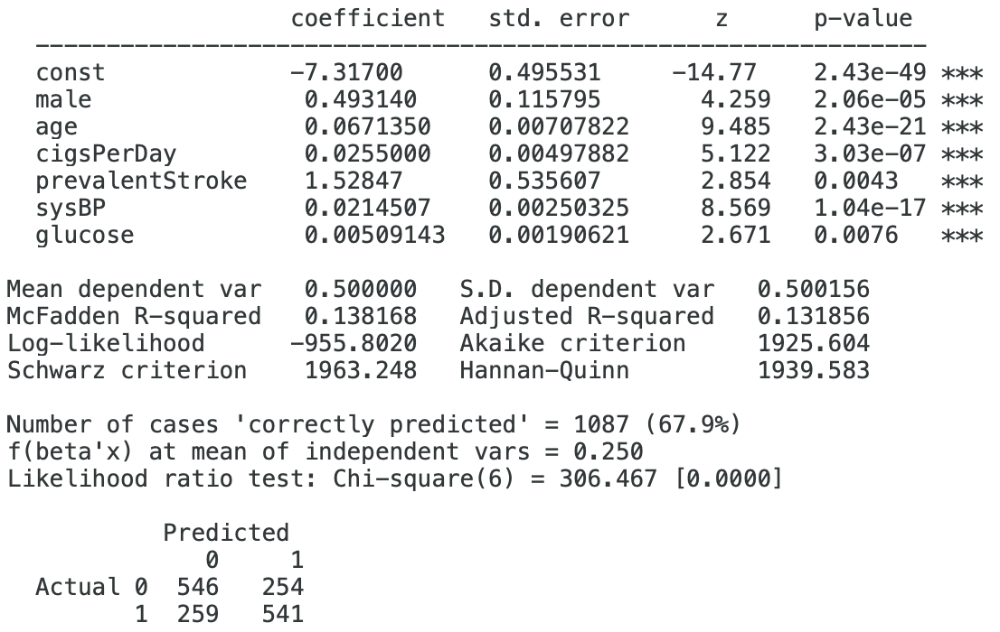 coefficient std. error z p-value
---------------------------------------------------------------
const −7.31700 0.495531 −14.77 2.43e−49 ***
male 0.493140 0.115795 4.259 2.06e−05 ***
age 0.0671350 0.00707822 9.485 2.43e−21 ***
cigsPerDay 0.0255000 0.00497882 5.122 3.03e−07 ***
prevalentStroke 1.52847 0.535607 2.854 0.0043 ***
sysBP 0.0214507 0.00250325 8.569 1.04e−17 ***
glucose 0.00509143 0.00190621 2.671 0.0076 ***
Mean dependent var 0.500000 S.D. dependent var 0.500156
McFadden R-squared 0.138168 Adjusted R-squared 0.131856
Log-likelihood −955.8020 Akaike criterion 1925.604
Schwarz criterion 1963.248 Hannan-Quinn 1939.583
Number of cases 'correctly predicted' = 1087 (67.9%)
f(beta'x) at mean of independent vars = 0.250
Likelihood ratio test: Chi-square(6) = 306.467 [0.0000]
Predicted
0 1
Actual 0 546 254
1 259 541